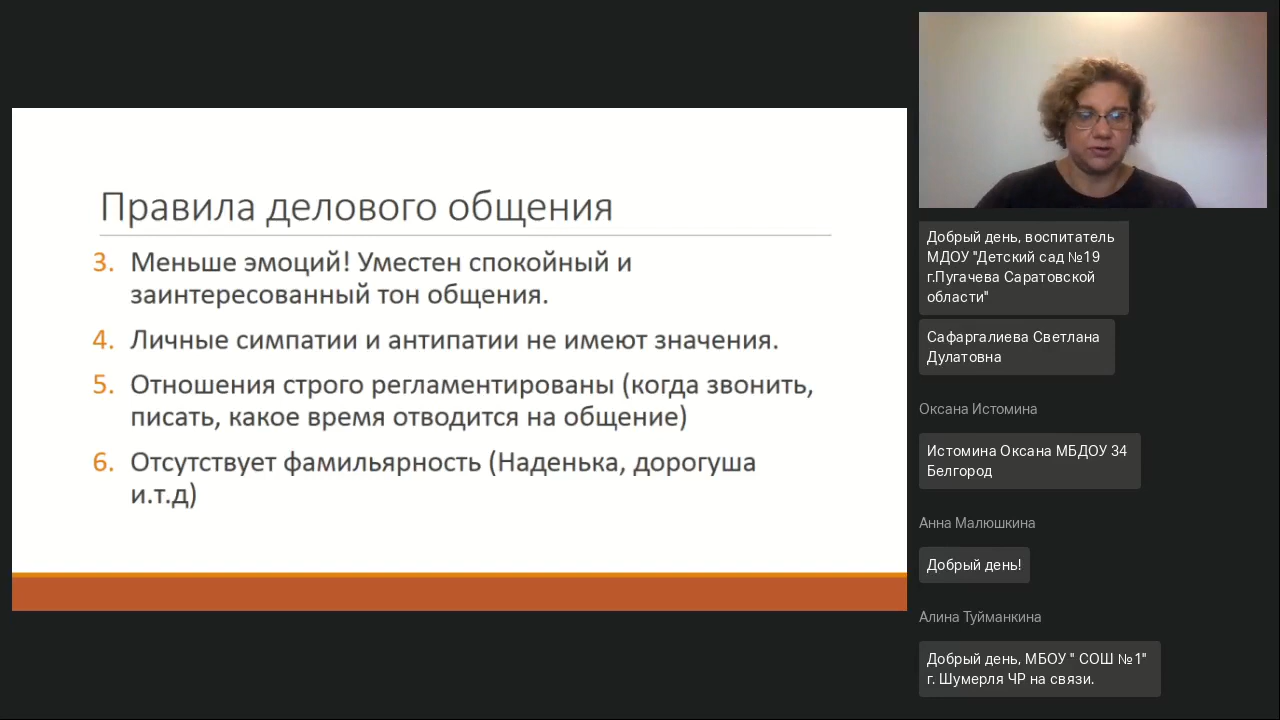 Правила делового общения
3. Меньше эмоций! Уместен спокойный и
заинтересованный тон общения.
4. Личные симпатии и антипатии не имеют значения.
5. Отношения строго регламентированы (когда звонить,
писать, какое время отводится на общение)
6. Отсутствует фамильярность (Наденька, дорогуша
и.т.д)
Добрый день, воспитатель
МДОУ "Детский сад №19
г.Пугачева Саратовской
области"
Сафаргалиева Светлана
Дулатовна
Оксана Истомина
Истомина Оксана МБДОУ 34
Белгород
Анна Малюшкина
Добрый день!
Алина Туйманкина
Добрый день, МБОУ " СОШ №1"
г. Шумерля ЧР на связи.